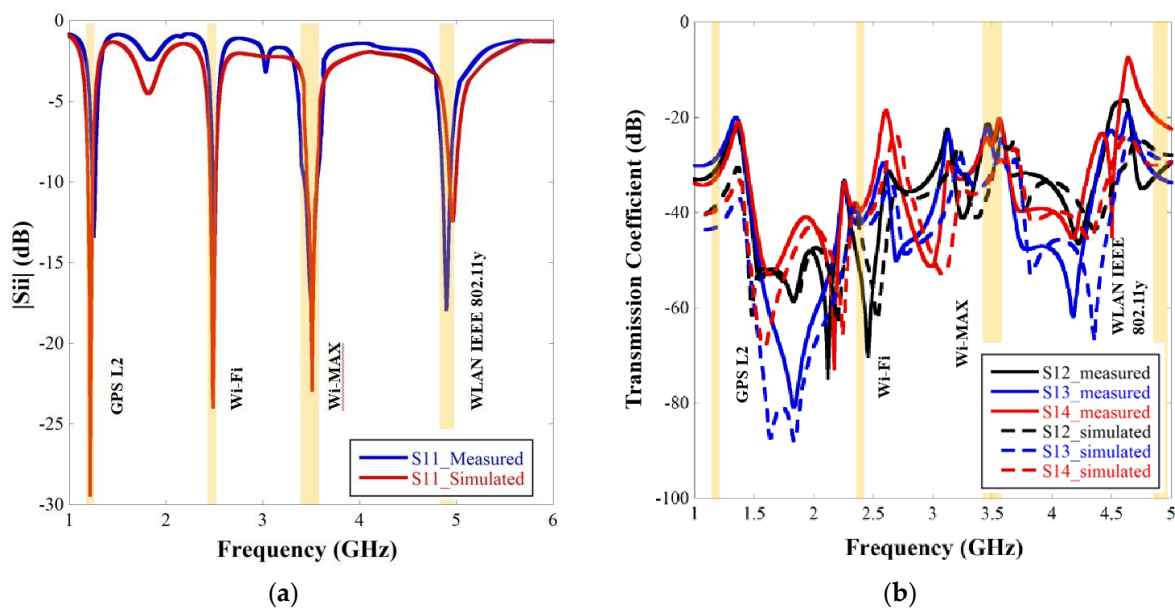 0
-5
-10
-15
-20
-25
-30
1
2
3
4
5
6
|Sii| (dB)
Frequency (GHz)
GPS L2
Wi-Fi
Wi-MAX
WLAN IEEE 802.11y
S11_Measured
S11_Simulated
(a)
0
-20
-40
-60
-80
-100
1
1.5
2
2.5
3
3.5
4
4.5
5
Transmission Coefficient (dB)
Frequency (GHz)
GPS L2
Wi-Fi
Wi-MAX
WLAN IEEE
802.11y
S12_measured
S13_measured
S14_measured
S12_simulated
S13_simulated
S14_simulated
(b)